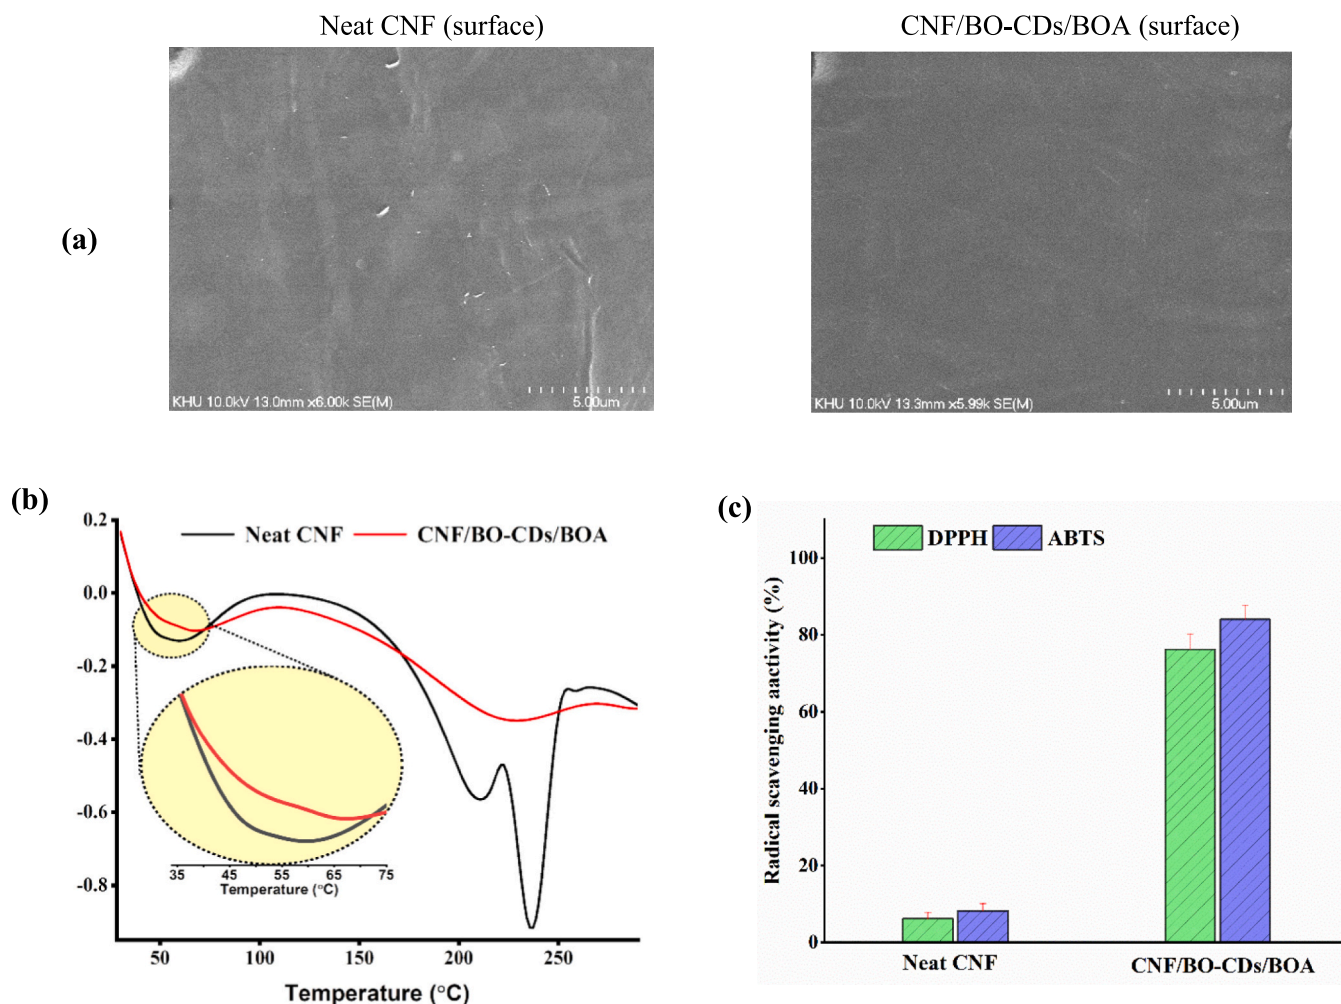 Neat CNF (surface)
CNF/BO-CDs/BOA (surface)
(a)
KHU 10.0kV 13.0mm x6.00k SE(M)
5.00um
KHU 10.0kV 13.3mm x5.99k SE(M)
5.00um
(b)
0.2
0.0
-0.2
-0.4
-0.6
-0.8
Neat CNF
CNF/BO-CDs/BOA
35 45 55 65 75
Temperature (°C)
50 100 150 200 250
Temperature (°C)
(c)
Radical scavenging aactivity (%)
100
80
60
40
20
0
DPPH
ABTS
Neat CNF
CNF/BO-CDs/BOA